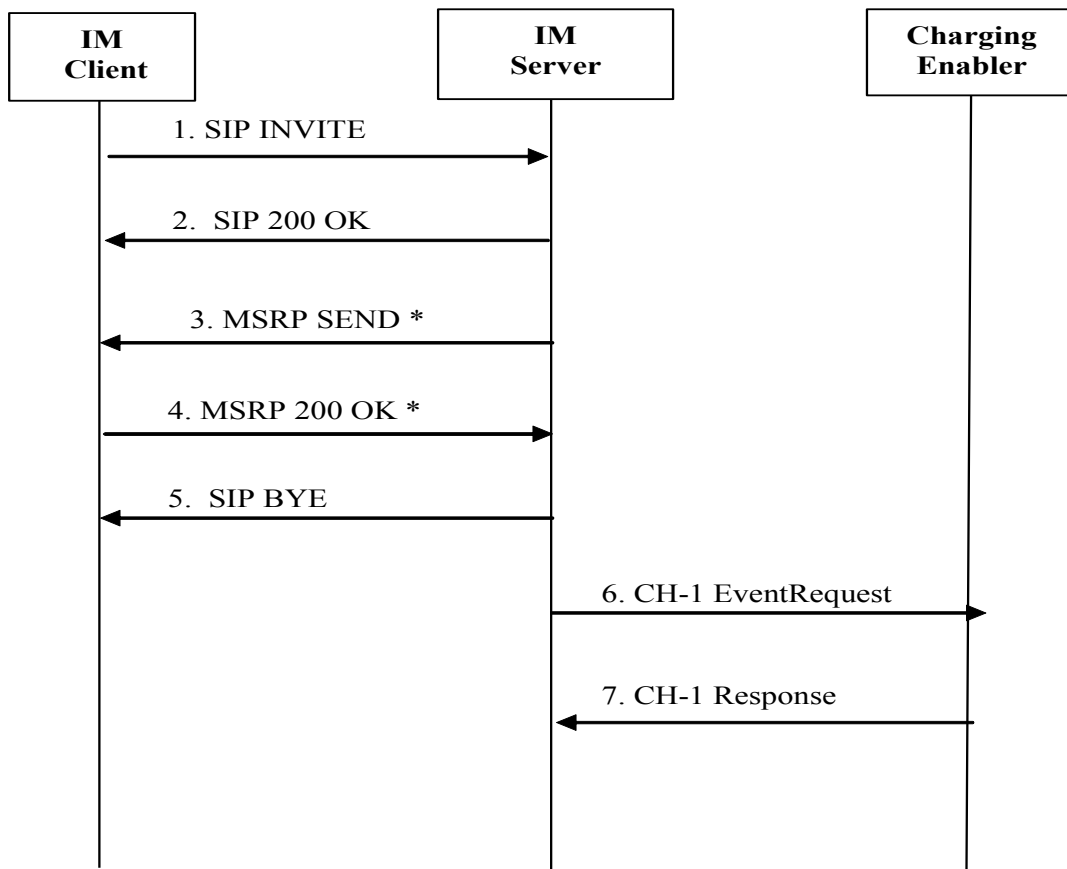 IM
Client
IM
Server
Charging
Enabler
1. SIP INVITE
2. SIP 200 OK
3. MSRP SEND *
4. MSRP 200 OK *
5. SIP BYE
6. CH-1 EventRequest
7. CH-1 Response